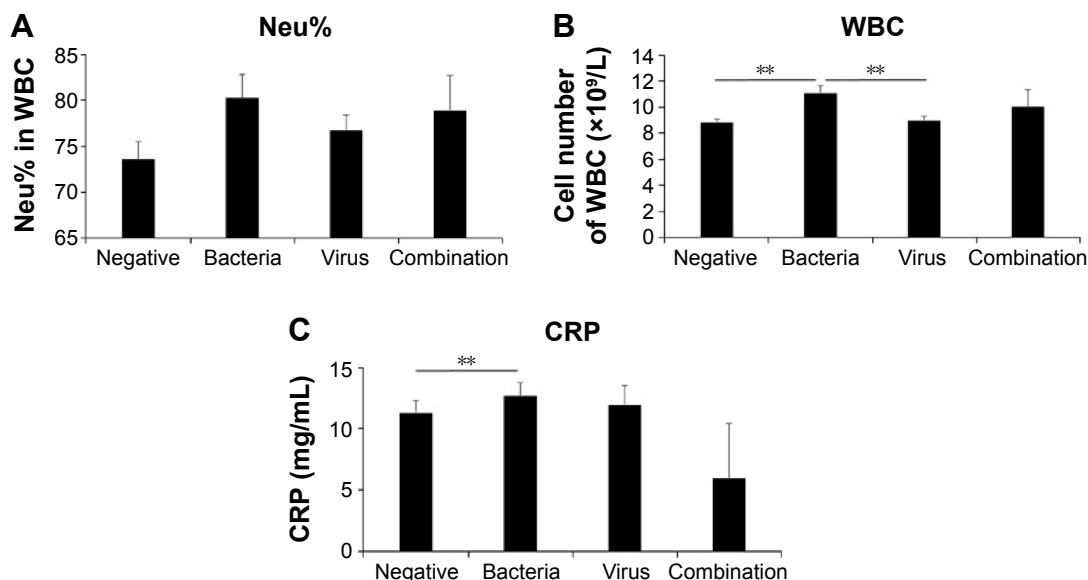 A
Neu%
Neu% in WBC
85
80
75
70
65
Negative
Bacteria
Virus
Combination
B
WBC
Cell number
of WBC (×10⁹/L)
14
12
10
8
6
4
2
0
**
**
Negative
Bacteria
Virus
Combination
C
CRP
CRP (mg/mL)
15
10
5
0
**
Negative
Bacteria
Virus
Combination